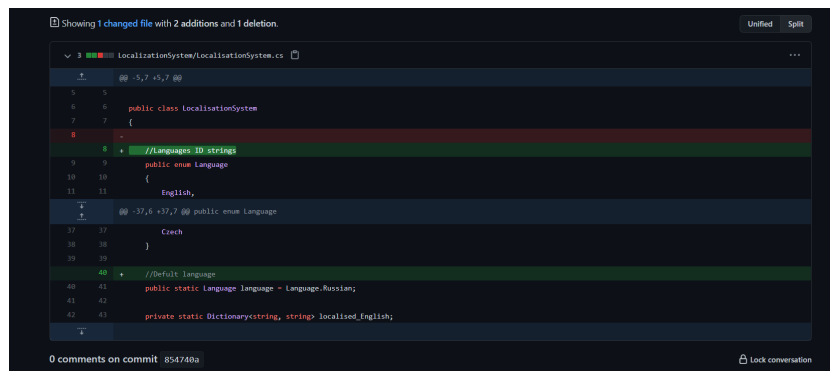 Showing 1 changed file with 2 additions and 1 deletion.
Unified Split
3 LocalizationSystem/LocalisationSystem.cs
@@ -5,7 +5,7 @@
5 5
6 6 public class LocalisationSystem
7 7 {
8 -
8 + //Languages ID strings
9 9 public enum Language
10 10 {
11 11 English,
@@ -37,6 +37,7 @@ public enum Language
37 37 Czech
38 38 }
39 39
40 + //Defult language
40 41 public static Language language = Language.Russian;
41 42
42 43 private static Dictionary<string, string> localised_English;
0 comments on commit 854740a
Lock conversation